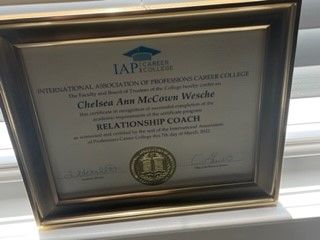 IAP CAREER COLLEGE
INTERNATIONAL ASSOCIATION OF PROFESSIONS CAREER COLLEGE
The Faculty and Board of Trustees of the College hereby confer on
Chelsea Ann McCown Wesche
this certificate in recognition of successful completion of the
academic requirements of the certificate program
RELATIONSHIP COACH
as witnessed and certified by the seal of the International Association
of Professions Career College this 7th day of March, 2022